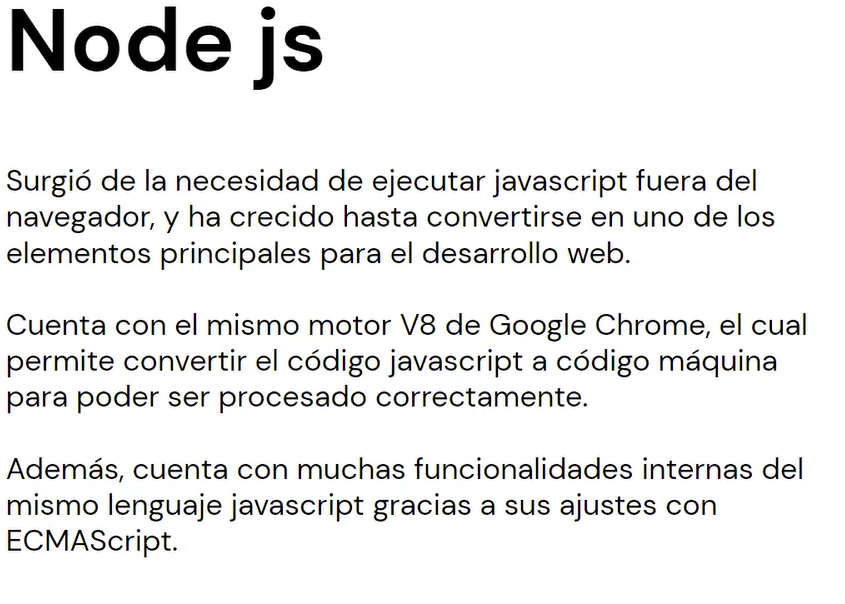 Node js
Surgió de la necesidad de ejecutar javascript fuera del
navegador, y ha crecido hasta convertirse en uno de los
elementos principales para el desarrollo web.
Cuenta con el mismo motor V8 de Google Chrome, el cual
permite convertir el código javascript a código máquina
para poder ser procesado correctamente.
Además, cuenta con muchas funcionalidades internas del
mismo lenguaje javascript gracias a sus ajustes con
ECMAScript.